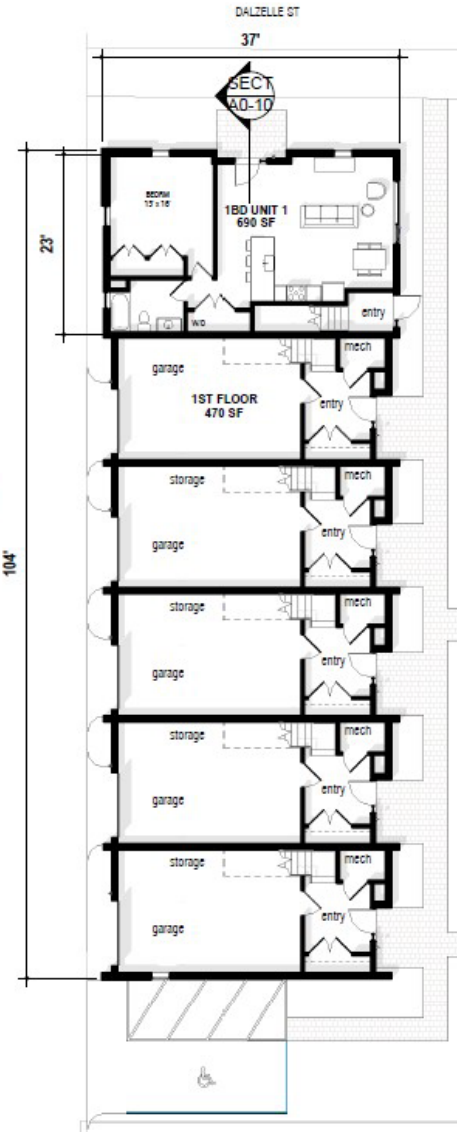 DALZELLE ST
37'
SECT
A0-10
BEDRM
13' x 16'
1BD UNIT 1
690 SF
23'
entry
WD
mech
garage
1ST FLOOR
470 SF
entry
storage
mech
entry
garage
104'
storage
mech
entry
garage
storage
mech
entry
garage
storage
mech
entry
garage